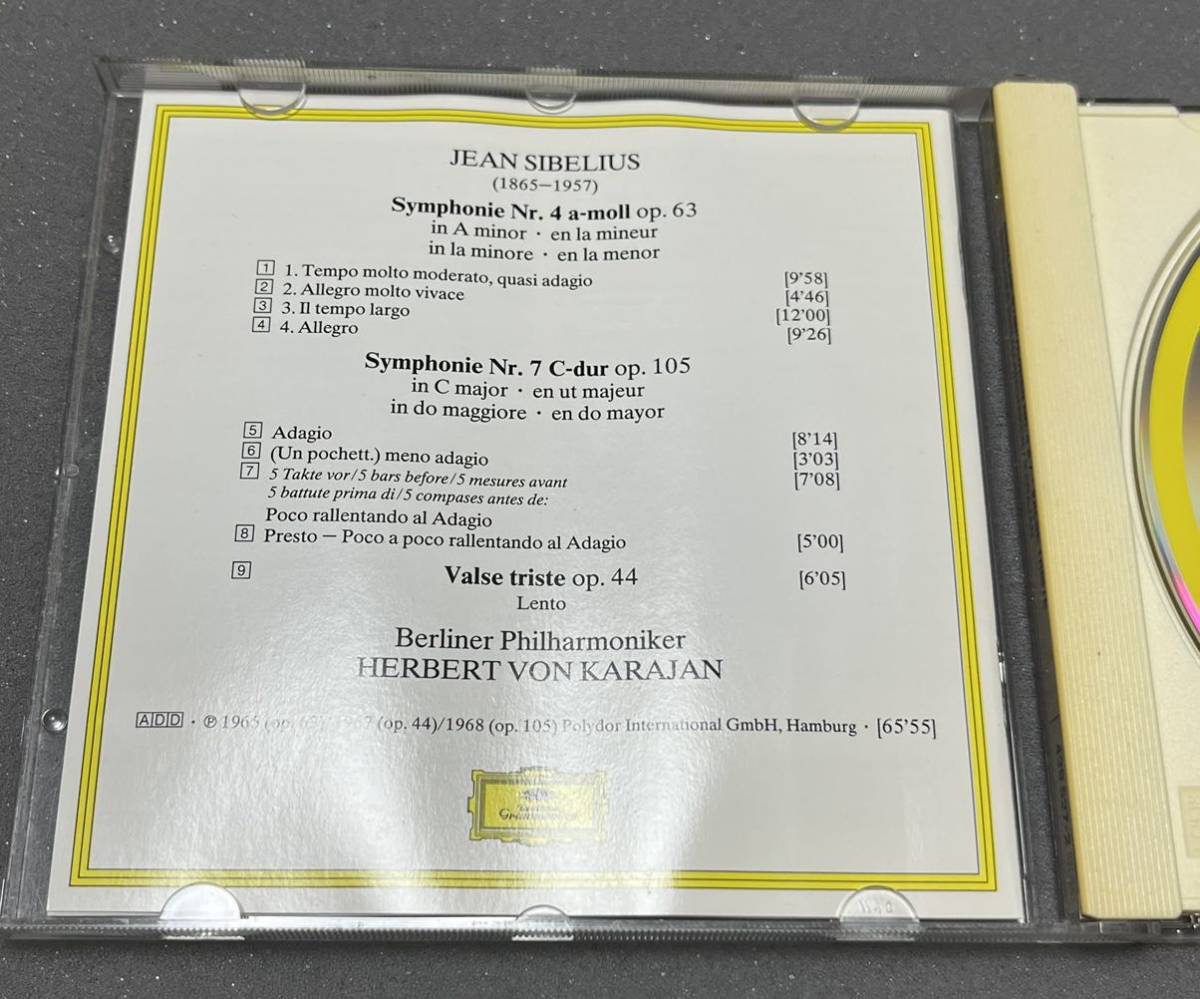 JEAN SIBELIUS
(1865–1957)
Symphonie Nr. 4 a-moll op. 63
in A minor · en la mineur
in la minore · en la menor
1 1. Tempo molto moderato, quasi adagio [9'58]
2 2. Allegro molto vivace [4'46]
3 3. Il tempo largo [12'00]
4 4. Allegro [9'26]
Symphonie Nr. 7 C-dur op. 105
in C major · en ut majeur
in do maggiore · en do mayor
5 Adagio [8'14]
6 (Un pochett.) meno adagio [3'03]
7 5 Takte vor/5 bars before/5 mesures avant [7'08]
5 battute prima di/5 compases antes de:
Poco rallentando al Adagio
8 Presto – Poco a poco rallentando al Adagio [5'00]
9 Valse triste op. 44 [6'05]
Lento
Berliner Philharmoniker
HERBERT VON KARAJAN
ADD · ℗ 1965 (op. 63)/1967 (op. 44)/1968 (op. 105) Polydor International GmbH, Hamburg · [65'55]
Deutsche
Grammophon